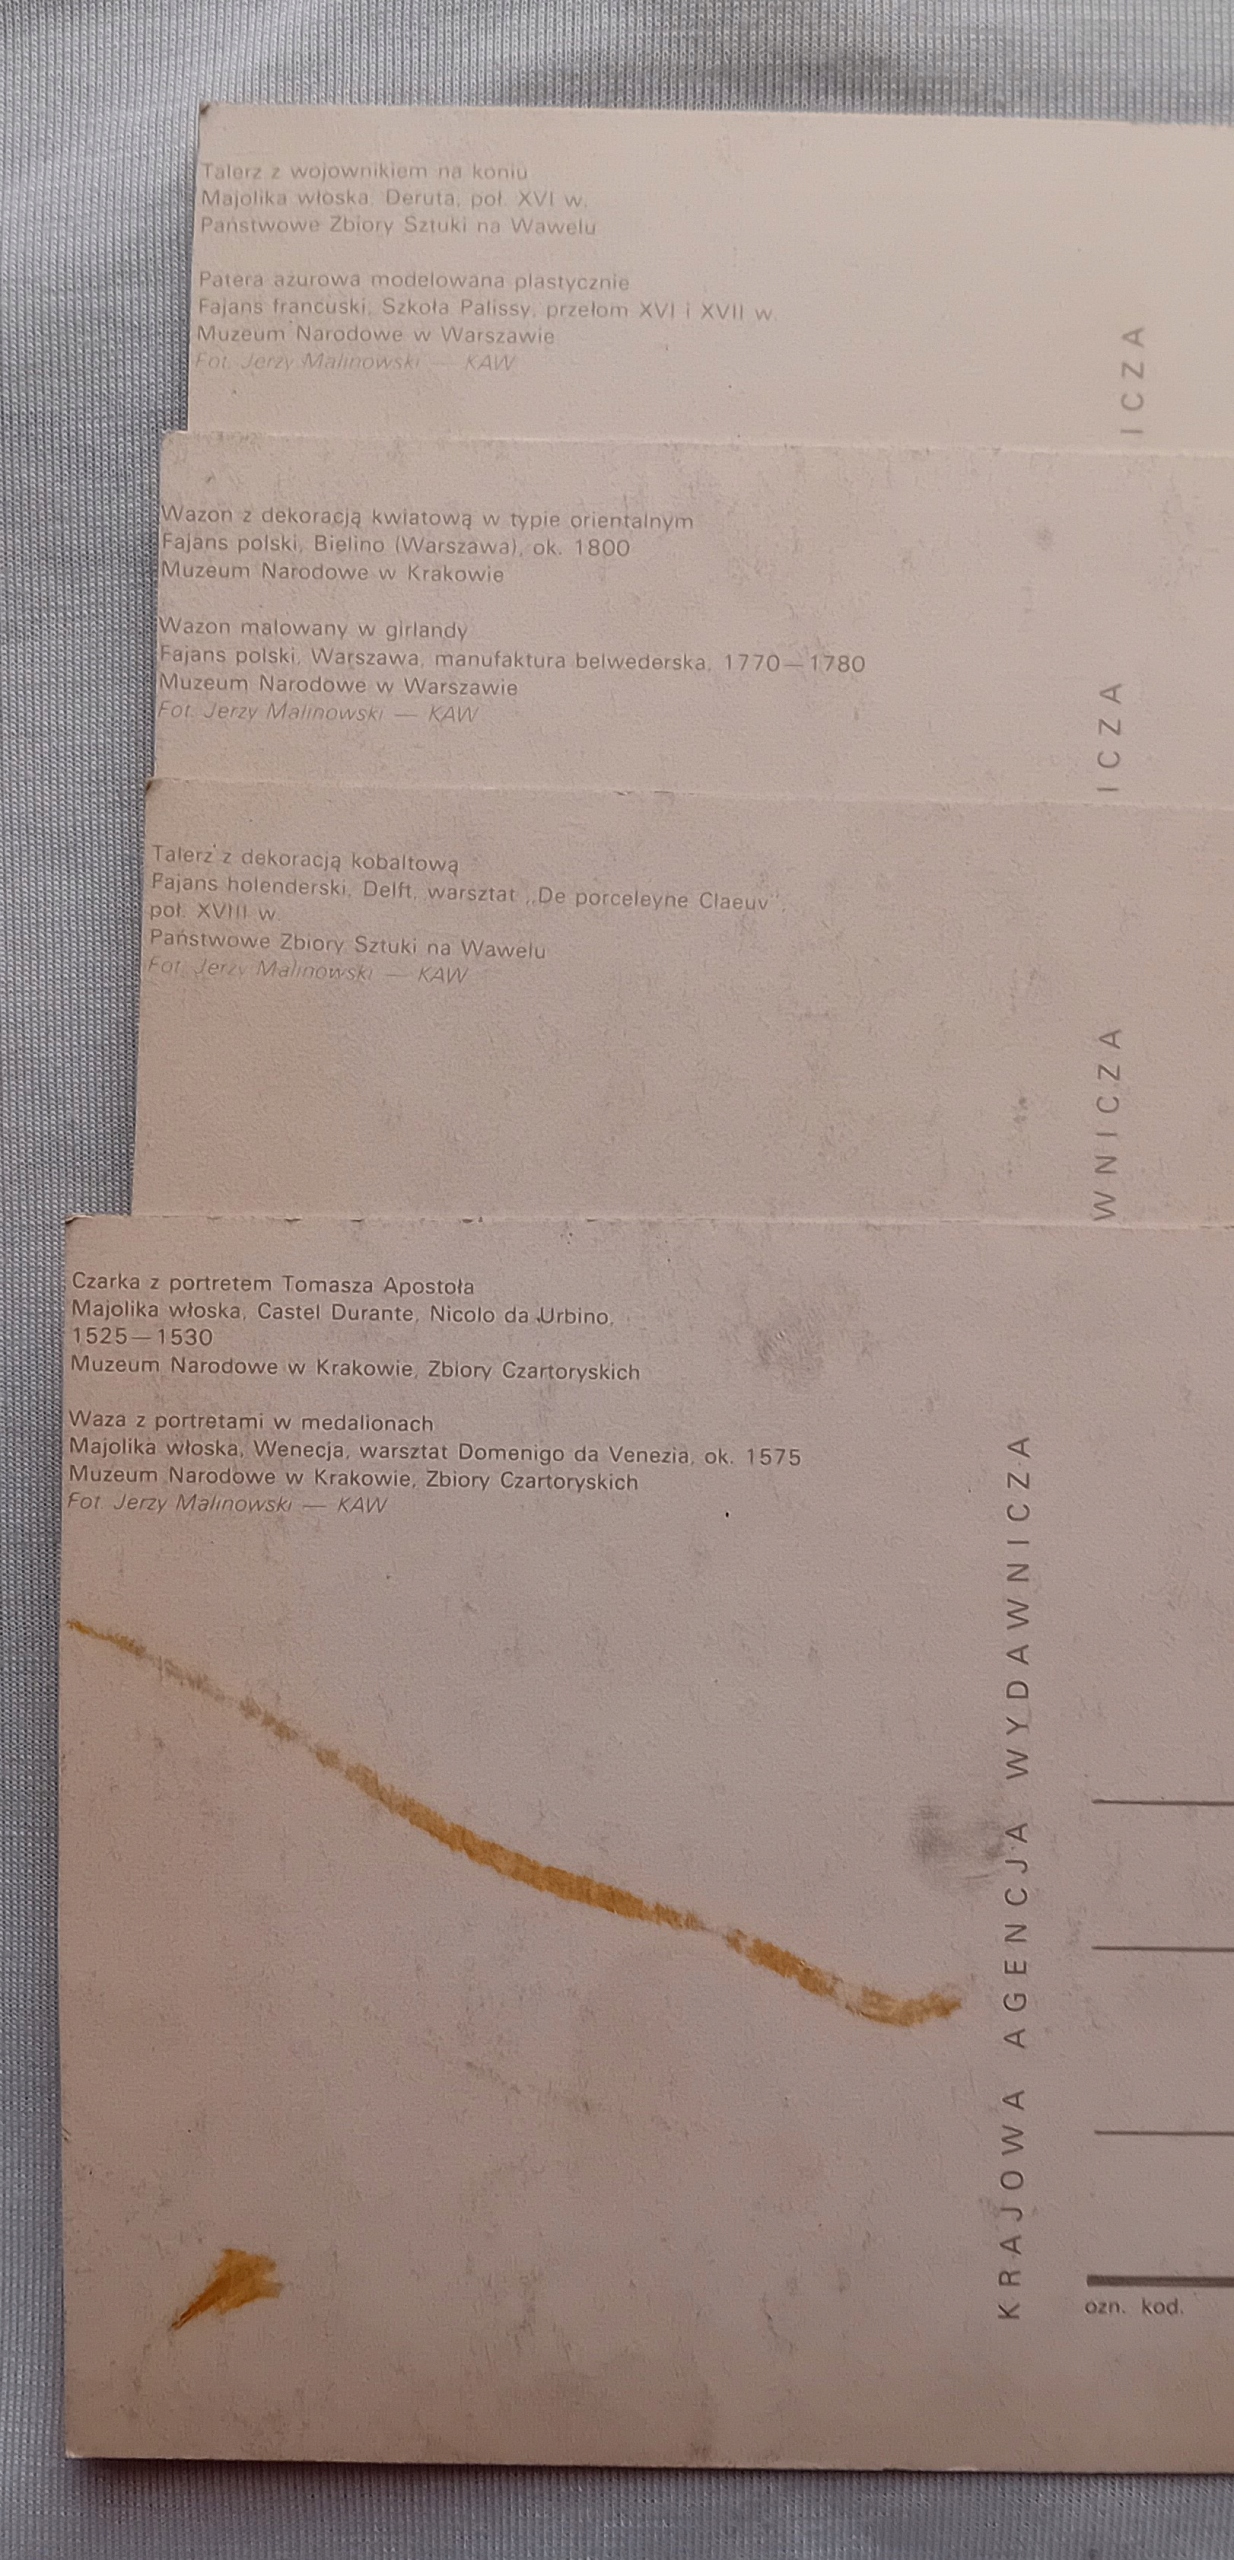 Talerz z wojownikiem na koniu
Majolika włoska, Deruta, poł. XVI w.
Państwowe Zbiory Sztuki na Wawelu
Patera ażurowa modelowana plastycznie
Fajans francuski, Szkoła Palissy, przełom XVI i XVII w.
Muzeum Narodowe w Warszawie
Fot. Jerzy Malinowski — KAW
ICZA
Wazon z dekoracją kwiatową w typie orientalnym
Fajans polski, Bielino (Warszawa), ok. 1800
Muzeum Narodowe w Krakowie
Wazon malowany w girlandy
Fajans polski, Warszawa, manufaktura belwederska, 1770—1780
Muzeum Narodowe w Warszawie
Fot. Jerzy Malinowski — KAW
ICZA
Talerz z dekoracją kobaltową
Fajans holenderski, Delft, warsztat „De porceleyne Claeuv”,
poł. XVIII w.
Państwowe Zbiory Sztuki na Wawelu
Fot. Jerzy Malinowski — KAW
WNICZA
Czarka z portretem Tomasza Apostoła
Majolika włoska, Castel Durante, Nicolo da Urbino,
1525—1530
Muzeum Narodowe w Krakowie, Zbiory Czartoryskich
Waza z portretami w medalionach
Majolika włoska, Wenecja, warsztat Domenigo da Venezia, ok. 1575
Muzeum Narodowe w Krakowie, Zbiory Czartoryskich
Fot. Jerzy Malinowski — KAW
KRAJOWA AGENCJA WYDAWNICZA
ozn. kod.